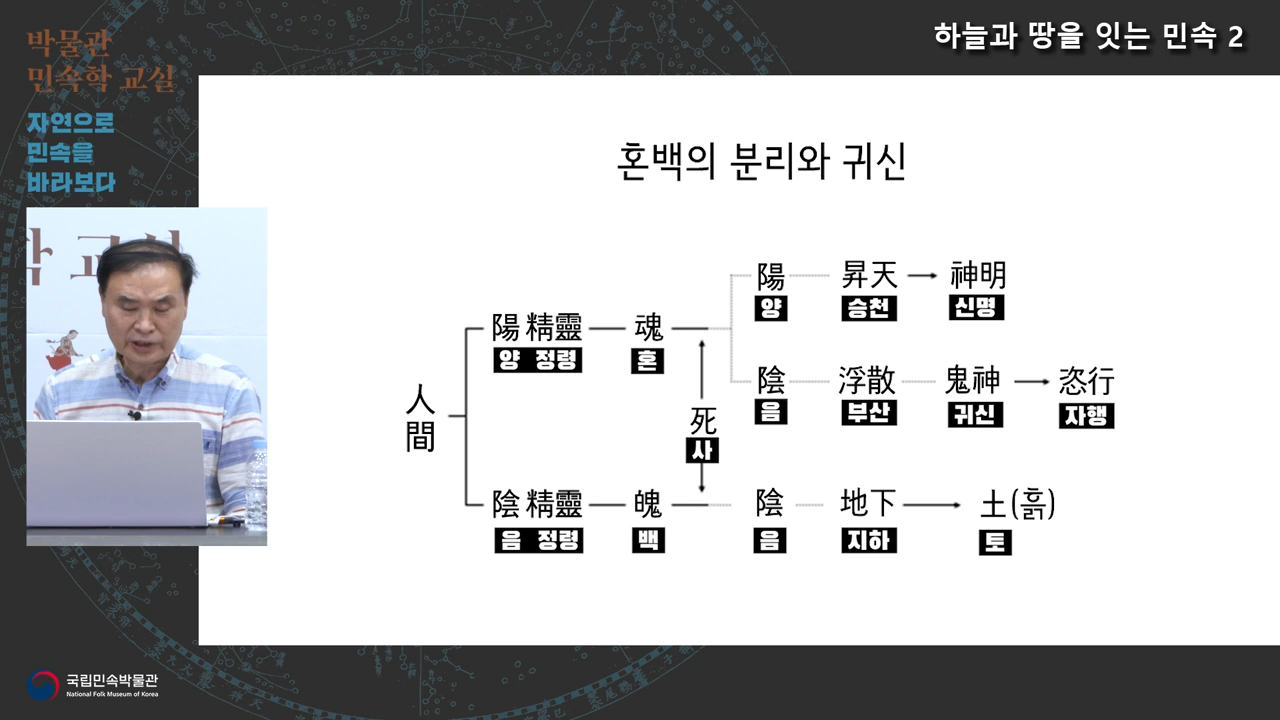 하늘과 땅을 잇는 민속 2
박물관
민속학 교실
자연으로
민속을
바라보다
학 교실
혼백의 분리와 귀신
人間
陽 精靈
양 정령
魂
혼
死
사
陰 精靈
음 정령
魄
백
陽
양
昇天
승천
神明
신명
陰
음
浮散
부산
鬼神
귀신
恣行
자행
陰
음
地下
지하
土(흙)
토
국립민속박물관
National Folk Museum of Korea